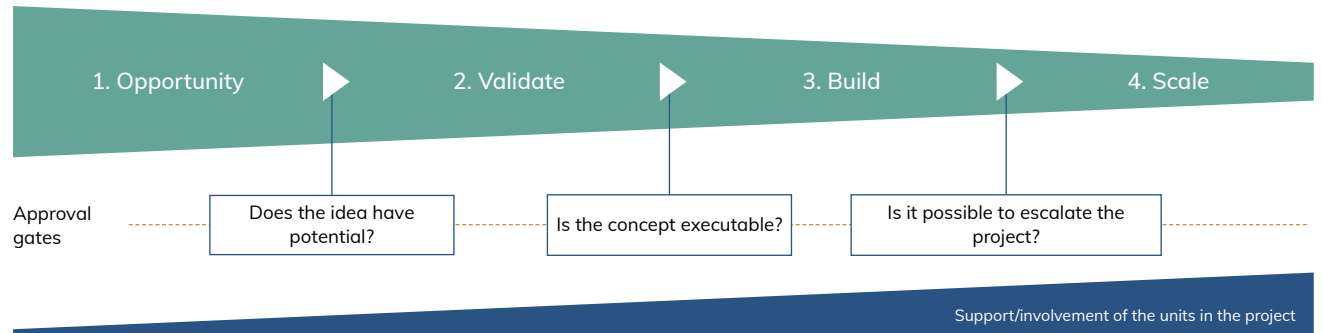 1. Opportunity
2. Validate
3. Build
4. Scale
Approval
gates
Does the idea have
potential?
Is the concept executable?
Is it possible to escalate the
project?
Support/involvement of the units in the project